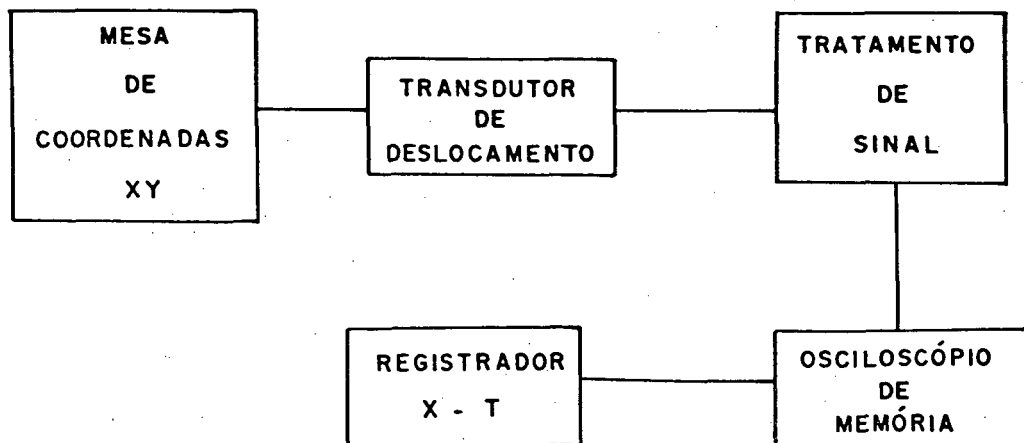 MESA
DE
COORDENADAS
XY
TRANSDUTOR
DE
DESLOCAMENTO
TRATAMENTO
DE
SINAL
REGISTRADOR
X - T
OSCILOSCÓPIO
DE
MEMÓRIA